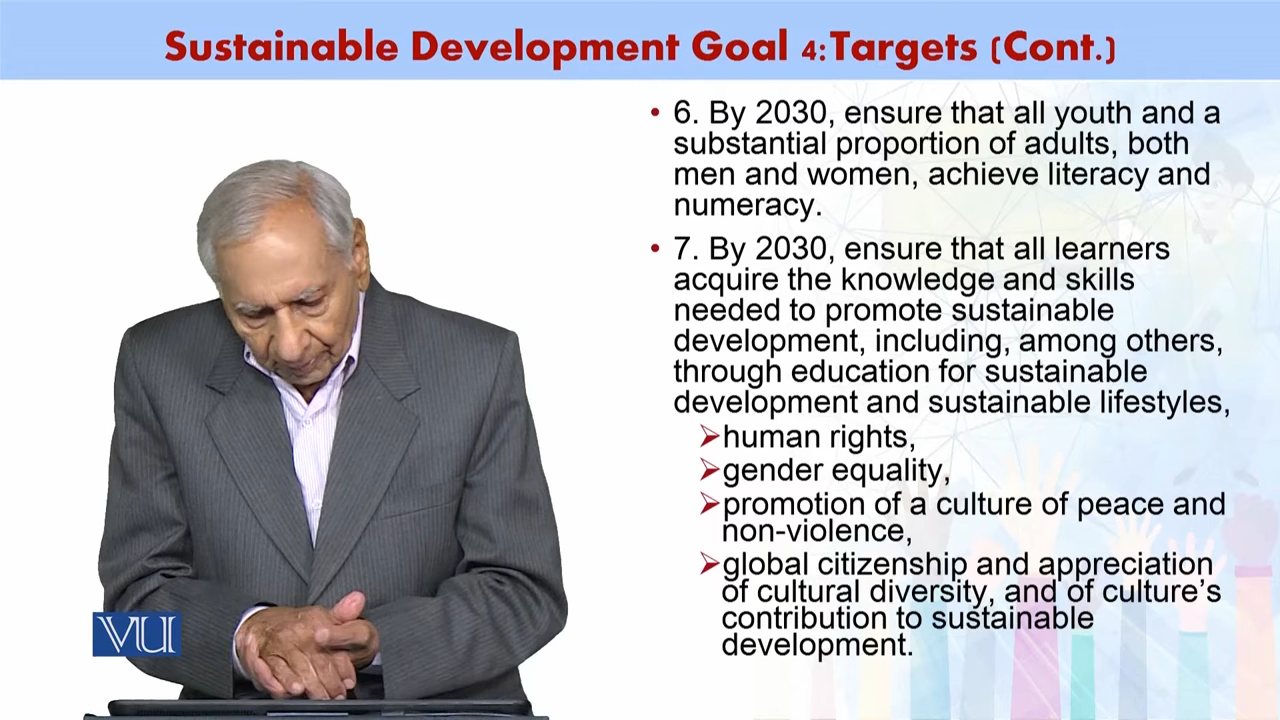 Sustainable Development Goal 4:Targets (Cont.)
• 6. By 2030, ensure that all youth and a
substantial proportion of adults, both
men and women, achieve literacy and
numeracy.
• 7. By 2030, ensure that all learners
acquire the knowledge and skills
needed to promote sustainable
development, including, among others,
through education for sustainable
development and sustainable lifestyles,
➢human rights,
➢gender equality,
➢promotion of a culture of peace and
non-violence,
➢global citizenship and appreciation
of cultural diversity, and of culture’s
contribution to sustainable
development.
VU